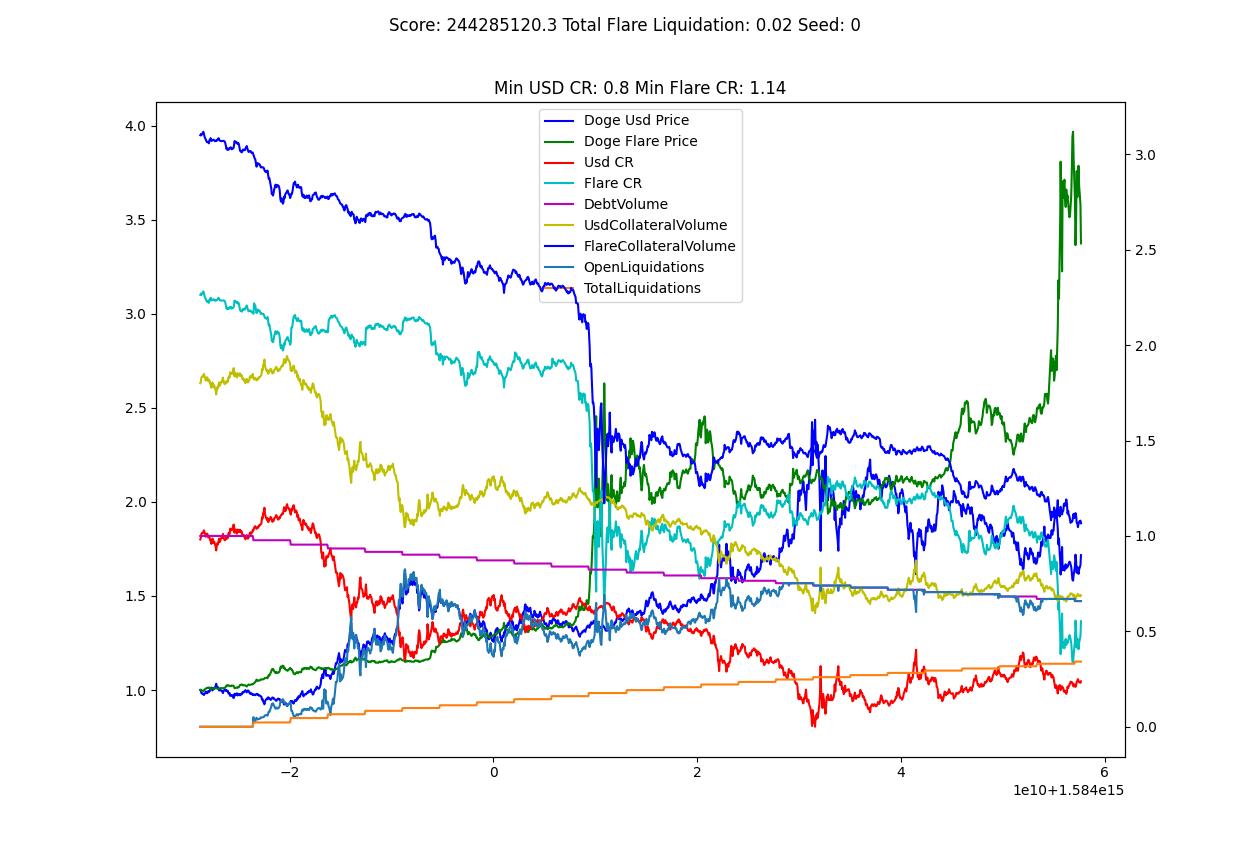 Score: 244285120.3 Total Flare Liquidation: 0.02 Seed: 0
Min USD CR: 0.8 Min Flare CR: 1.14
Doge Usd Price
Doge Flare Price
Usd CR
Flare CR
DebtVolume
UsdCollateralVolume
FlareCollateralVolume
OpenLiquidations
TotalLiquidations
4.0
3.5
3.0
2.5
2.0
1.5
1.0
3.0
2.5
2.0
1.5
1.0
0.5
0.0
−2
0
2
4
6
1e10+1.584e15